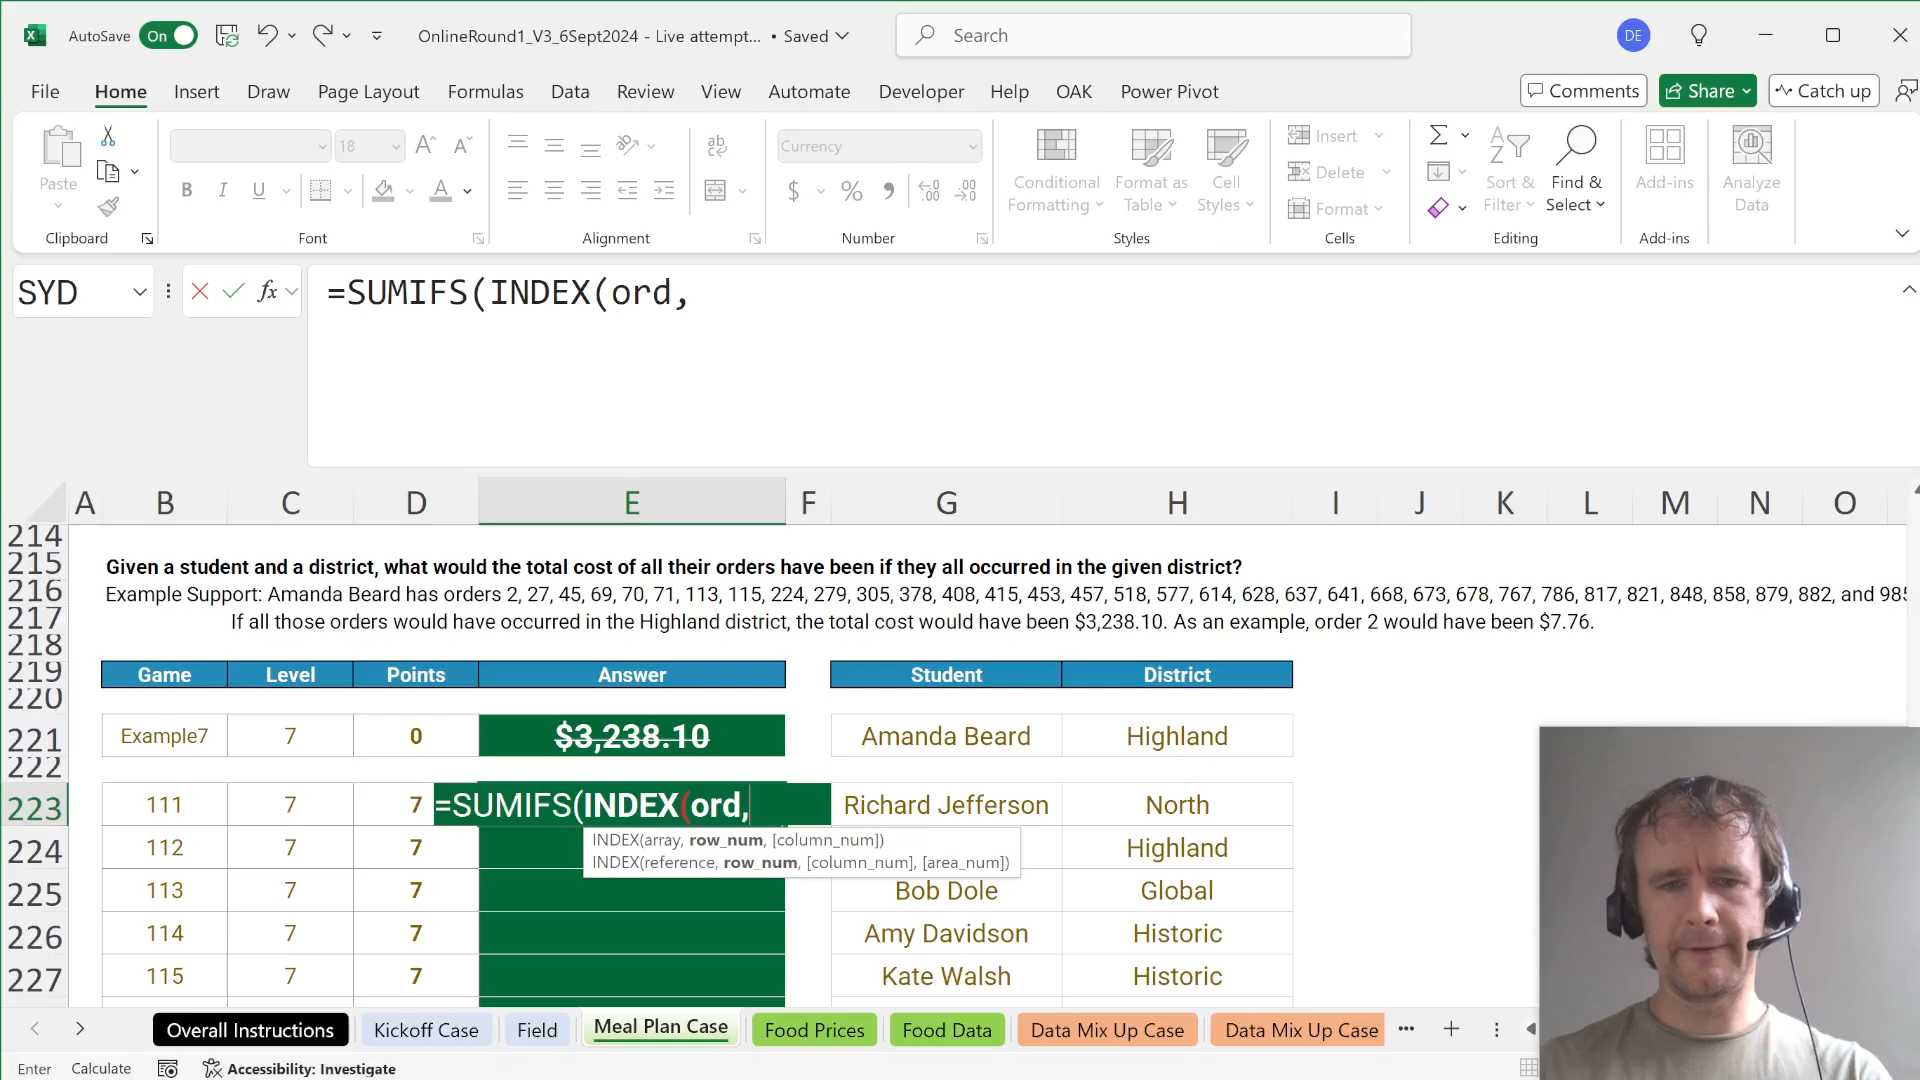 AutoSave On OnlineRound1_V3_6Sept2024 - Live attempt... • Saved Search DE
File Home Insert Draw Page Layout Formulas Data Review View Automate Developer Help OAK Power Pivot Comments Share Catch up
Paste 18 Currency Insert Delete Format
B I U ab $ % Conditional Formatting Format as Table Cell Styles Sort & Filter Find & Select Add-ins Analyze Data
Clipboard Font Alignment Number Styles Cells Editing Add-ins
SYD fx =SUMIFS(INDEX(ord,
A B C D E F G H I J K L M N O
214
215 Given a student and a district, what would the total cost of all their orders have been if they all occurred in the given district?
216 Example Support: Amanda Beard has orders 2, 27, 45, 69, 70, 71, 113, 115, 224, 279, 305, 378, 408, 415, 453, 457, 518, 577, 614, 628, 637, 641, 668, 673, 678, 767, 786, 817, 821, 848, 858, 879, 882, and 985
217 If all those orders would have occurred in the Highland district, the total cost would have been $3,238.10. As an example, order 2 would have been $7.76.
218
219 Game Level Points Answer Student District
220
221 Example7 7 0 $3,238.10 Amanda Beard Highland
222
223 111 7 7 =SUMIFS(INDEX(ord, Richard Jefferson North
INDEX(array, row_num, [column_num])
INDEX(reference, row_num, [column_num], [area_num])
224 112 7 7 Highland
225 113 7 7 Bob Dole Global
226 114 7 7 Amy Davidson Historic
227 115 7 7 Kate Walsh Historic
Overall Instructions Kickoff Case Field Meal Plan Case Food Prices Food Data Data Mix Up Case Data Mix Up Case
Enter Calculate Accessibility: Investigate